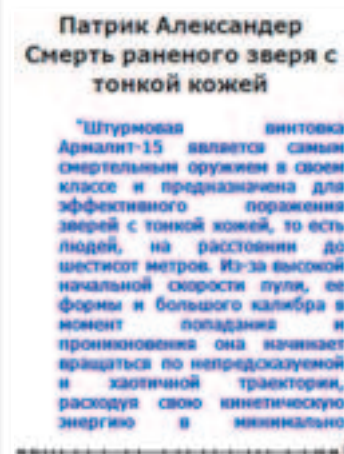 Патрик Александер
Смерть раненого зверя с
тонкой кожей
"Штурмовая винтовка
Армалит-15 является самым
смертельным оружием в своем
классе и предназначена для
эффективного поражения
зверей с тонкой кожей, то есть
людей, на расстоянии до
шестисот метров. Из-за высокой
начальной скорости пули, ее
формы и большого калибра в
момент попадания и
проникновения она начинает
вращаться по непредсказуемой
и хаотичной траектории,
расходуя свою кинетическую
энергию в минимально